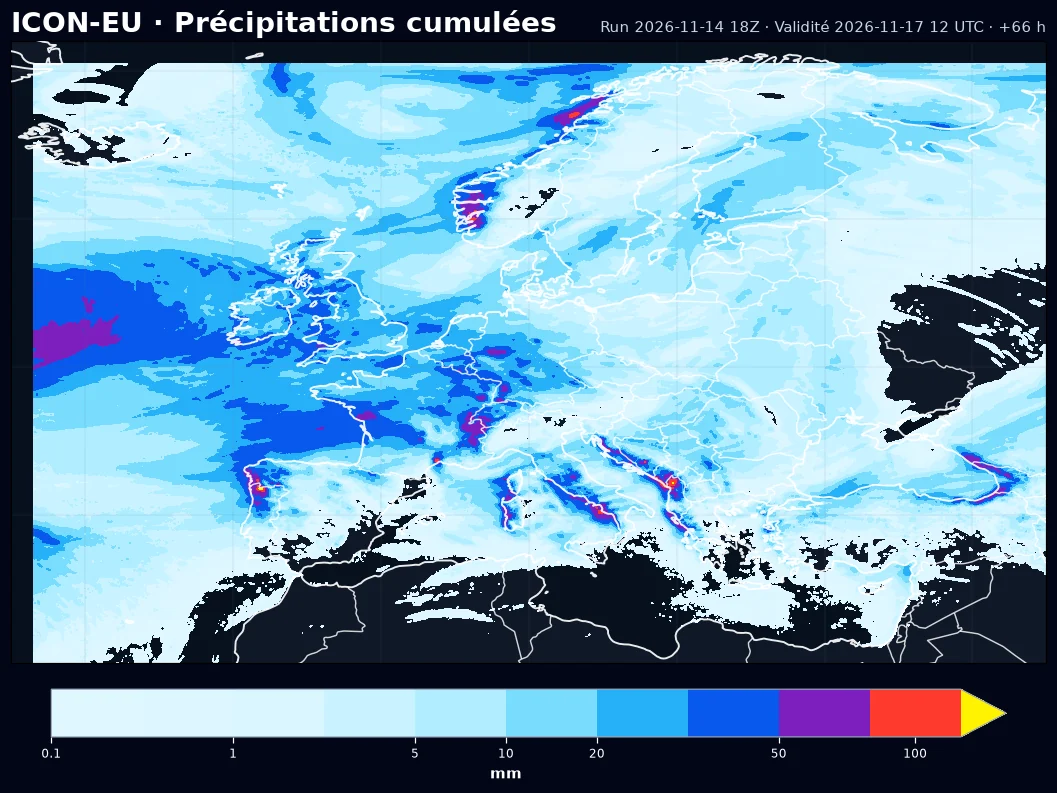 ICON-EU · Précipitations cumulées
Run 2026-11-14 18Z · Validité 2026-11-17 12 UTC · +66 h
0.1 1 5 10 20 50 100
mm